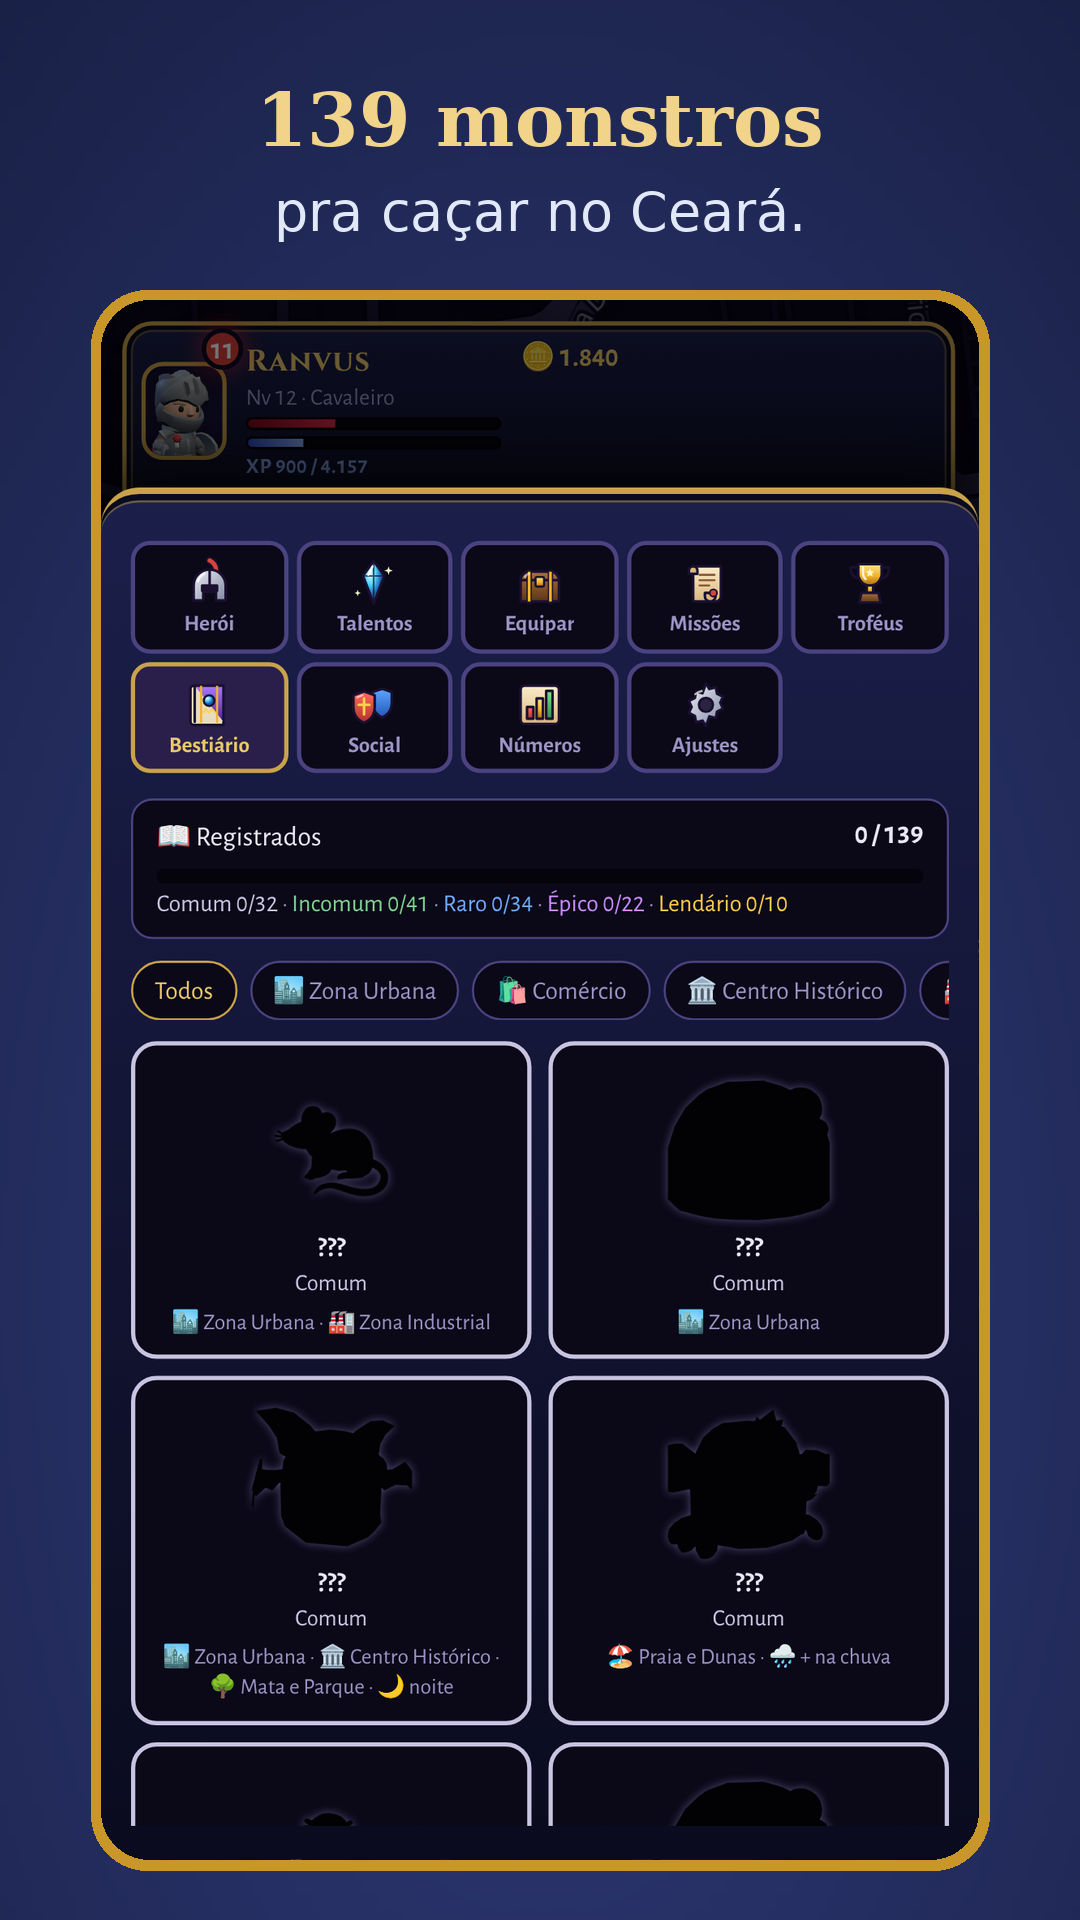 139 monstros
pra caçar no Ceará.
11
RANVUS
1.840
Nv 12 · Cavaleiro
XP 900 / 4.157
Herói
Talentos
Equipar
Missões
Troféus
Bestiário
Social
Números
Ajustes
Registrados
0 / 139
Comum 0/32 · Incomum 0/41 · Raro 0/34 · Épico 0/22 · Lendário 0/10
Todos
Zona Urbana
Comércio
Centro Histórico
???
Comum
Zona Urbana · Zona Industrial
???
Comum
Zona Urbana
???
Comum
Zona Urbana · Centro Histórico ·
Mata e Parque · noite
???
Comum
Praia e Dunas · + na chuva